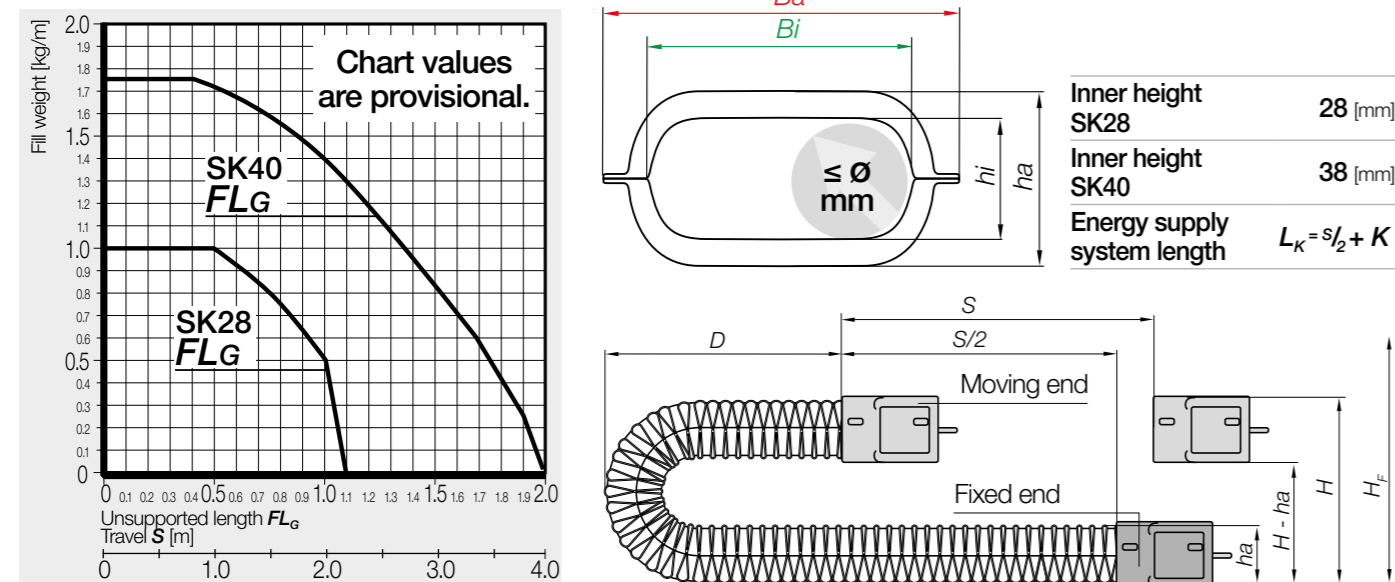 Fill weight [kg/m]
2.0
1.9
1.8
1.7
1.6
1.5
1.4
1.3
1.2
1.1
1.0
0.9
0.8
0.7
0.6
0.5
0.4
0.3
0.2
0.1
0
Chart values
are provisional.
SK40
FLG
SK28
FLG
0 0.1 0.2 0.3 0.4 0.5 0.6 0.7 0.8 0.9 1.0 1.1 1.2 1.3 1.4 1.5 1.6 1.7 1.8 1.9 2.0
Unsupported length FLG
Travel S [m]
0 1.0 2.0 3.0 4.0
Ba
Bi
≤ Ø
mm
hi
ha
Inner height
SK28 28 [mm]
Inner height
SK40 38 [mm]
Energy supply
system length LK = S/2 + K
S
D
S/2
Moving end
Fixed end
ha
H - ha
H
HF